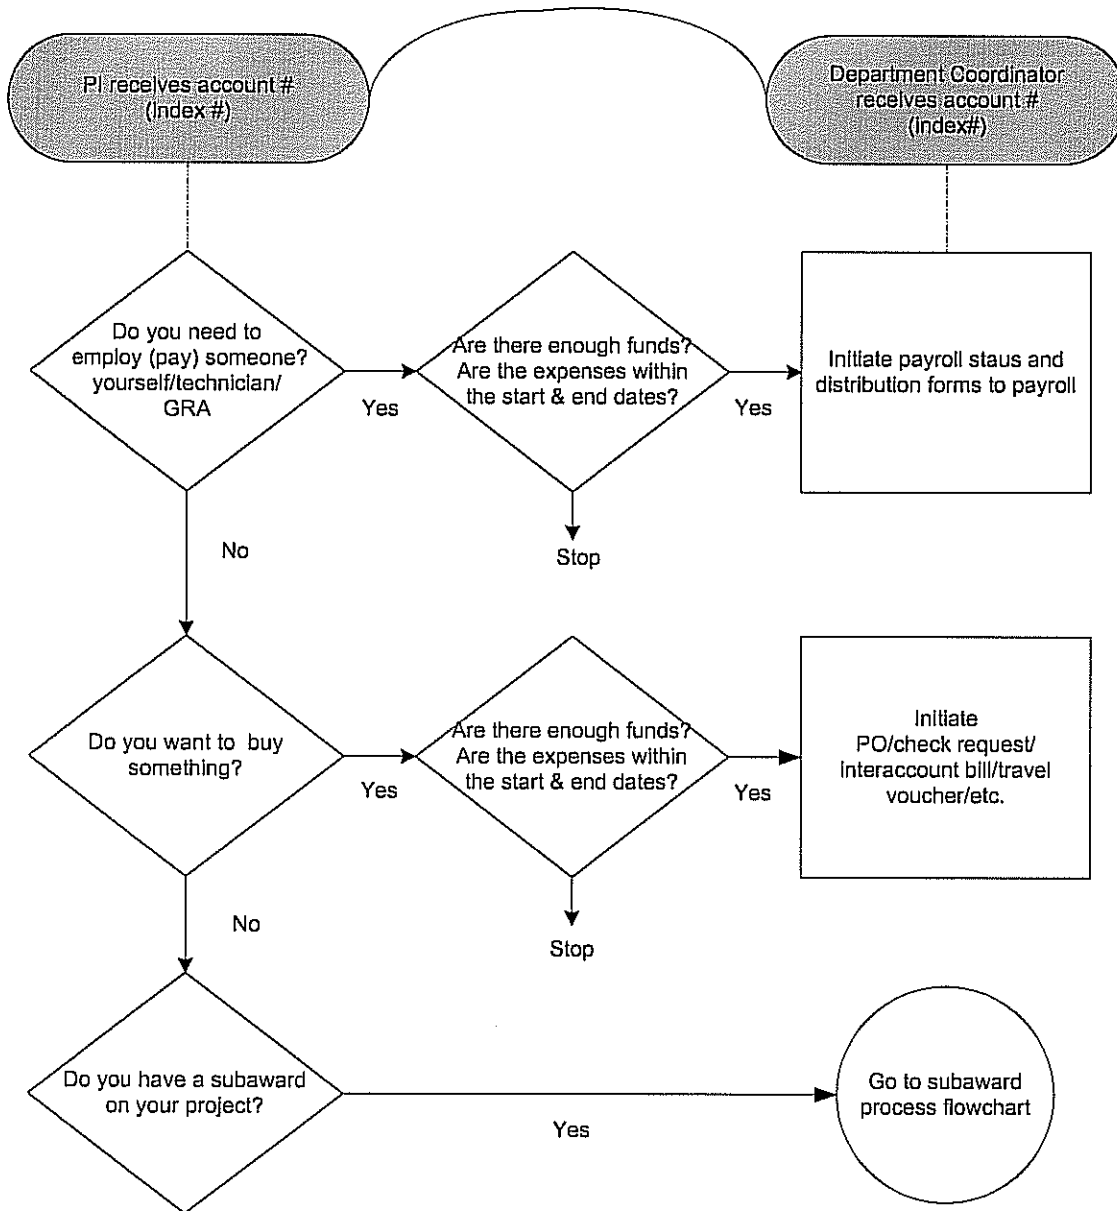 PI receives account #
(Index #)
Department Coordinator
receives account #
(Index#)
Do you need to
employ (pay) someone?
yourself/technician/
GRA
Yes
Are there enough funds?
Are the expenses within
the start & end dates?
Yes
Initiate payroll staus and
distribution forms to payroll
No
Stop
Do you want to buy
something?
Yes
Are there enough funds?
Are the expenses within
the start & end dates?
Yes
Initiate
PO/check request/
interaccount bill/travel
voucher/etc.
No
Stop
Do you have a subaward
on your project?
Yes
Go to subaward
process flowchart